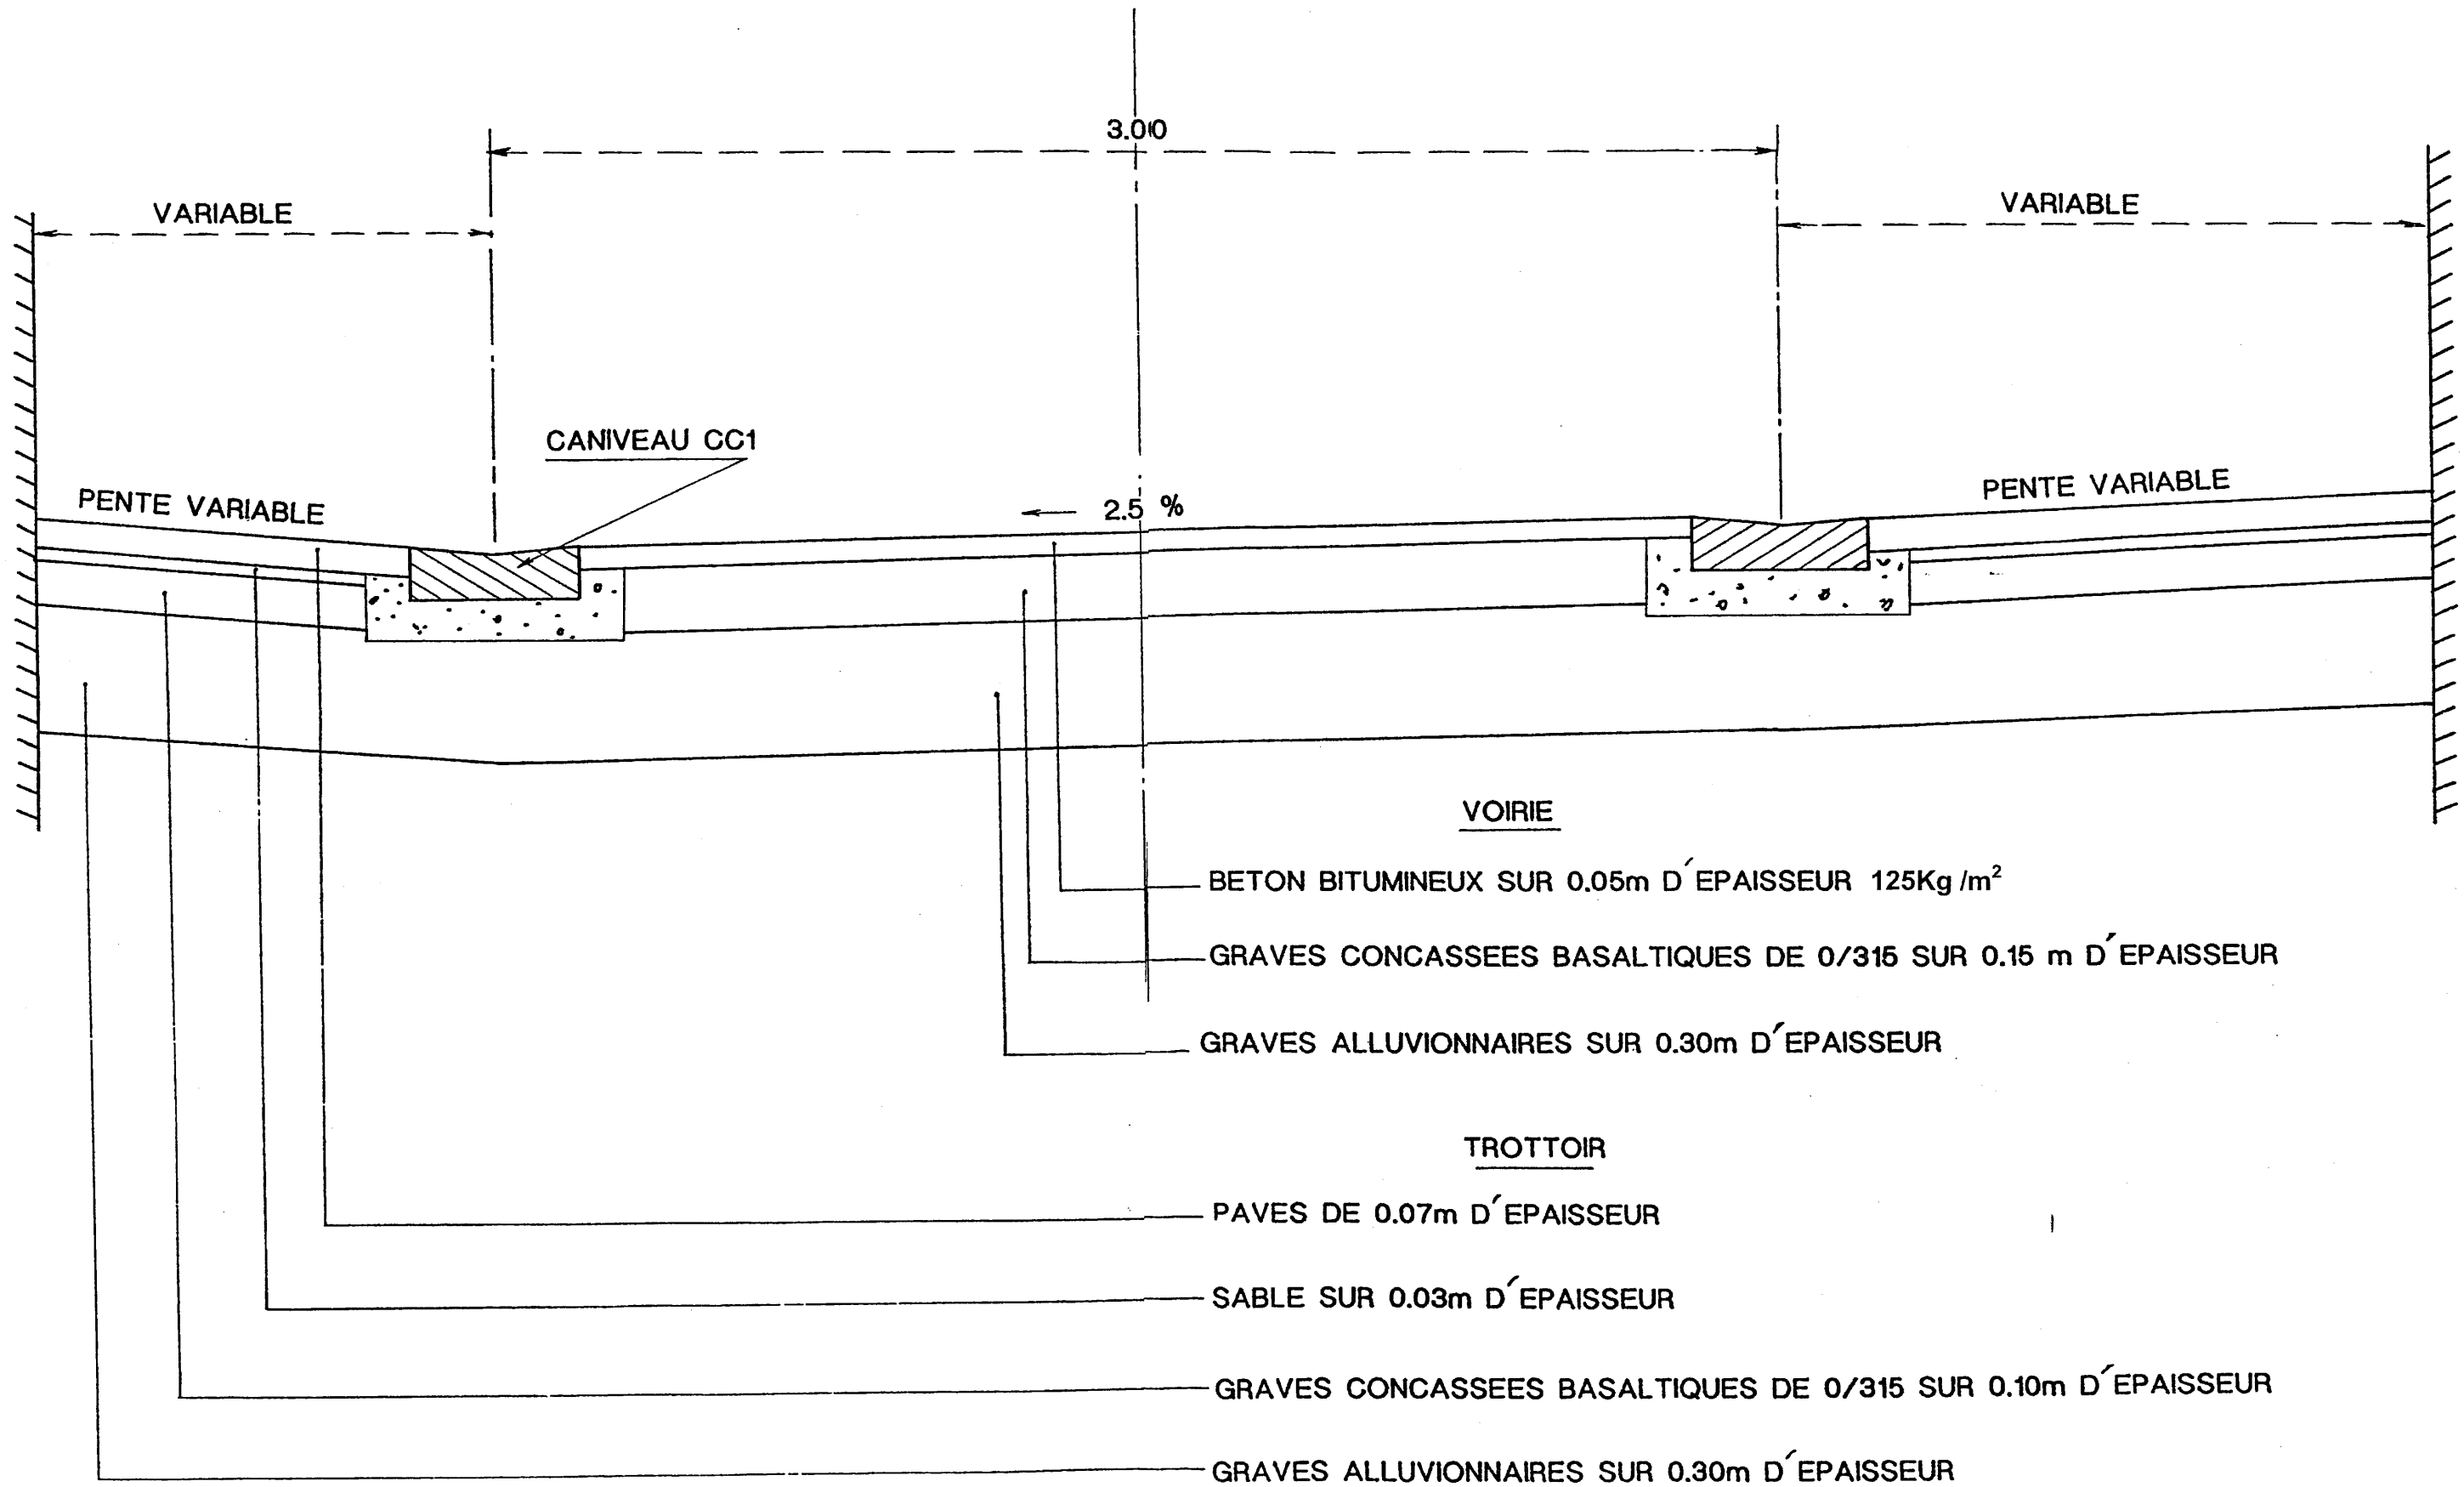 3.00
VARIABLE
VARIABLE
CANIVEAU CC1
PENTE VARIABLE
2.5 %
PENTE VARIABLE
VOIRIE
BETON BITUMINEUX SUR 0.05m D'EPAISSEUR 125Kg/m²
GRAVES CONCASSEES BASALTIQUES DE 0/315 SUR 0.15 m D'EPAISSEUR
GRAVES ALLUVIONNAIRES SUR 0.30m D'EPAISSEUR
TROTTOIR
PAVES DE 0.07m D'EPAISSEUR
SABLE SUR 0.03m D'EPAISSEUR
GRAVES CONCASSEES BASALTIQUES DE 0/315 SUR 0.10m D'EPAISSEUR
GRAVES ALLUVIONNAIRES SUR 0.30m D'EPAISSEUR